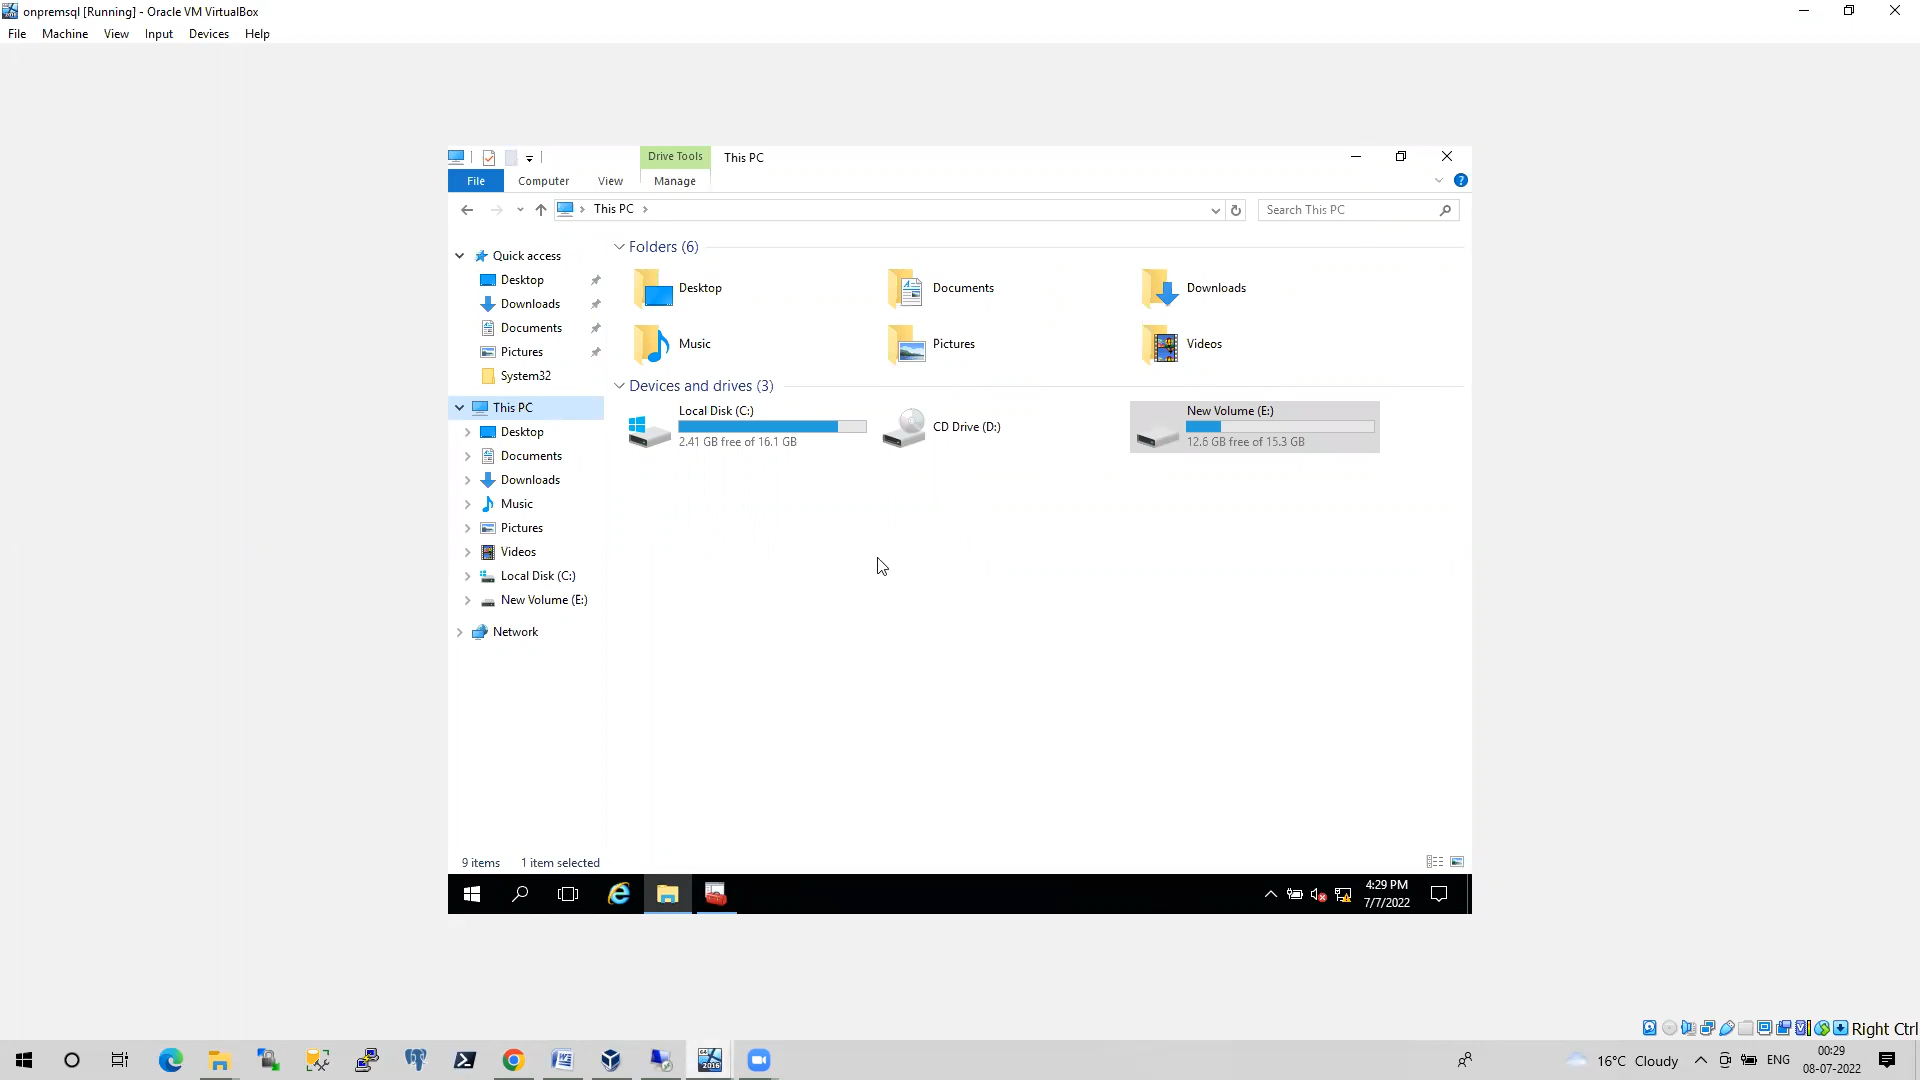 onpremsql [Running] - Oracle VM VirtualBox
File Machine View Input Devices Help
Drive Tools This PC
File Computer View Manage
This PC
Search This PC
Quick access
Desktop
Downloads
Documents
Pictures
System32
This PC
Desktop
Documents
Downloads
Music
Pictures
Videos
Local Disk (C:)
New Volume (E:)
Network
Folders (6)
Desktop Documents Downloads
Music Pictures Videos
Devices and drives (3)
Local Disk (C:)
2.41 GB free of 16.1 GB
CD Drive (D:)
New Volume (E:)
12.6 GB free of 15.3 GB
9 items 1 item selected
4:29 PM
7/7/2022
Right Ctrl
16°C Cloudy
ENG
00:29
08-07-2022